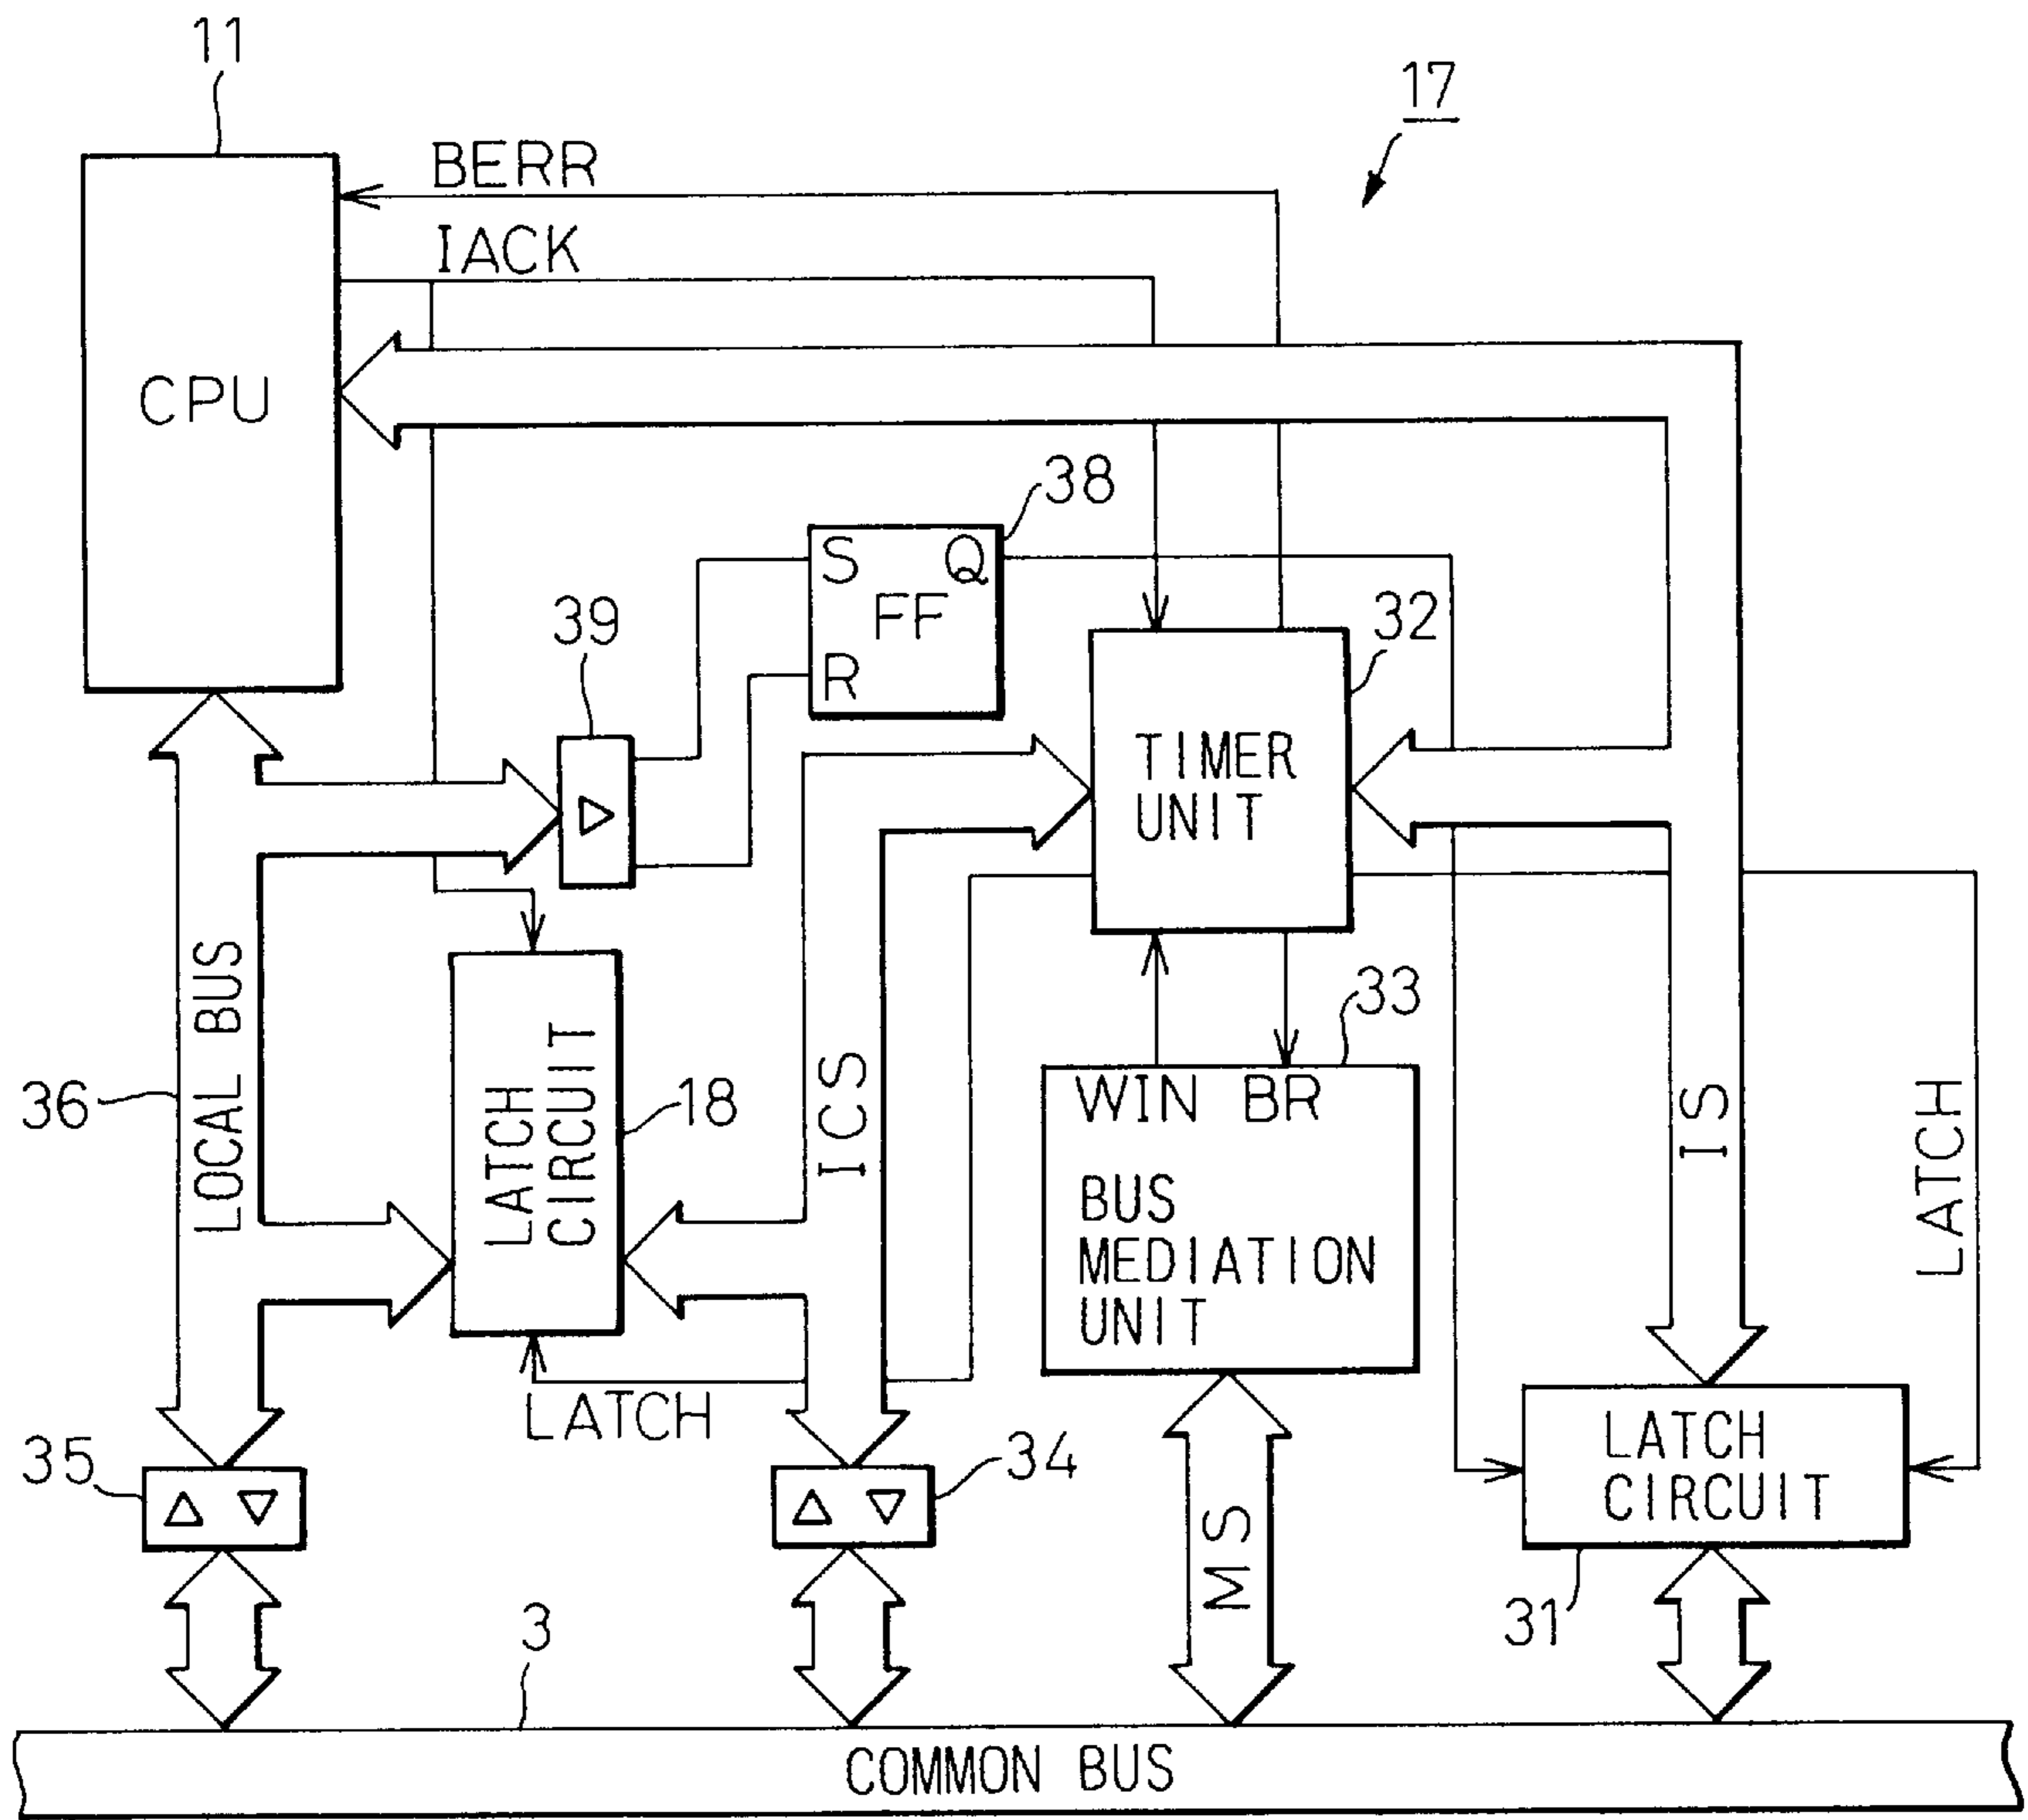 11
17
BERR
IACK
CPU
38
S Q
FF
R
39
32
TIMER
UNIT
33
WIN BR
BUS
MEDIATION
UNIT
36
LOCAL BUS
LATCH
CIRCUIT
18
ICS
IS
LATCH
LATCH
35
34
MS
LATCH
CIRCUIT
31
3
COMMON BUS